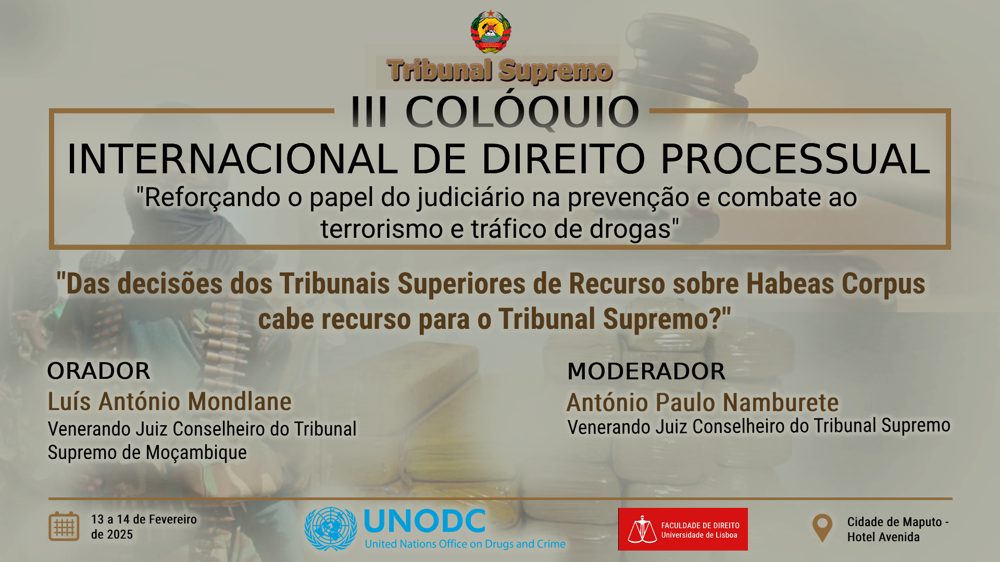 Tribunal Supremo
III COLÓQUIO
INTERNACIONAL DE DIREITO PROCESSUAL
"Reforçando o papel do judiciário na prevenção e combate ao
terrorismo e tráfico de drogas"
"Das decisões dos Tribunais Superiores de Recurso sobre Habeas Corpus
cabe recurso para o Tribunal Supremo?"
ORADOR
Luís António Mondlane
Venerando Juiz Conselheiro do Tribunal
Supremo de Moçambique
MODERADOR
António Paulo Namburete
Venerando Juiz Conselheiro do Tribunal Supremo
13 a 14 de Fevereiro
de 2025
UNODC
United Nations Office on Drugs and Crime
FACULDADE DE DIREITO
Universidade de Lisboa
Cidade de Maputo -
Hotel Avenida